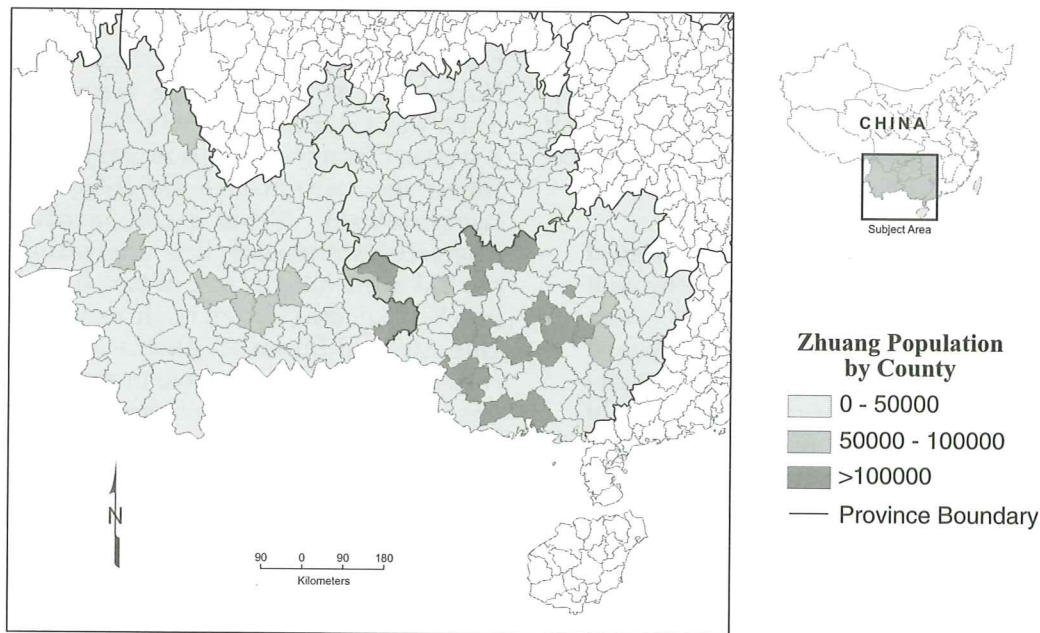 CHINA
Subject Area
Zhuang Population
by County
0 - 50000
50000 - 100000
>100000
Province Boundary
N
90 0 90 180
Kilometers